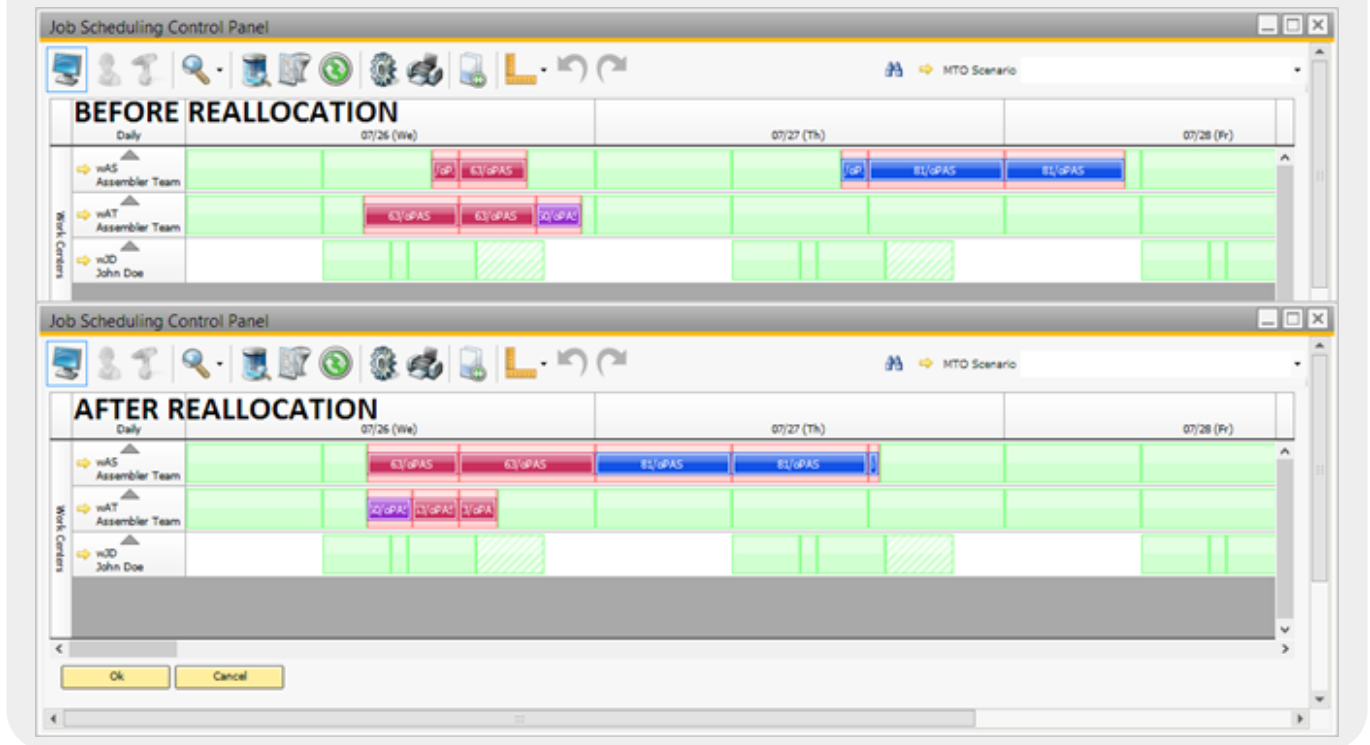 Job Scheduling Control Panel
MTO Scenario
BEFORE REALLOCATION
Daily 07/26 (We) 07/27 (Th) 07/28 (Fr)
Work Centers
wAS
Assembler Team
/oP. 63/oPAS /oP. 81/oPAS 81/oPAS
wAT
Assembler Team
63/oPAS 63/oPAS
wJD
John Doe
Job Scheduling Control Panel
MTO Scenario
AFTER REALLOCATION
Daily 07/26 (We) 07/27 (Th) 07/28 (Fr)
Work Centers
wAS
Assembler Team
63/oPAS 63/oPAS 81/oPAS 81/oPAS
wAT
Assembler Team
wJD
John Doe
Ok Cancel